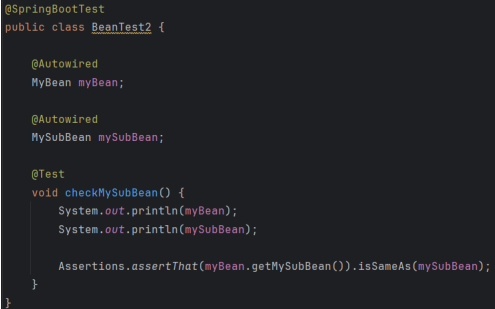 @SpringBootTest
public class BeanTest2 {
@Autowired
MyBean myBean;
@Autowired
MySubBean mySubBean;
@Test
void checkMySubBean() {
System.out.println(myBean);
System.out.println(mySubBean);
Assertions.assertThat(myBean.getMySubBean()).isSameAs(mySubBean);
}
}